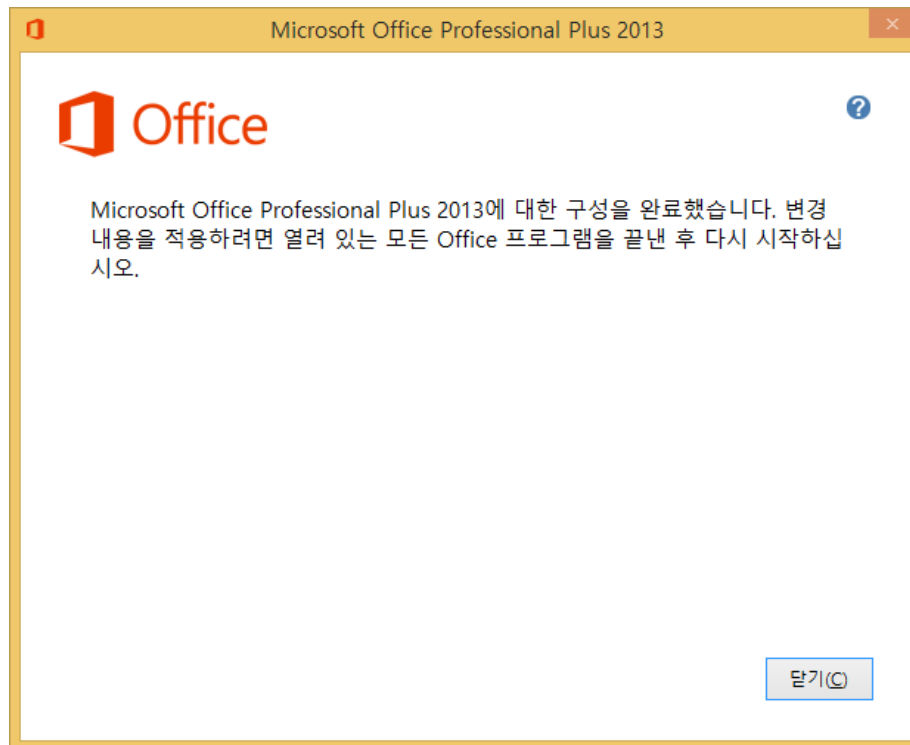 Microsoft Office Professional Plus 2013
Office
Microsoft Office Professional Plus 2013에 대한 구성을 완료했습니다. 변경
내용을 적용하려면 열려 있는 모든 Office 프로그램을 끝낸 후 다시 시작하십
시오.
닫기(C)